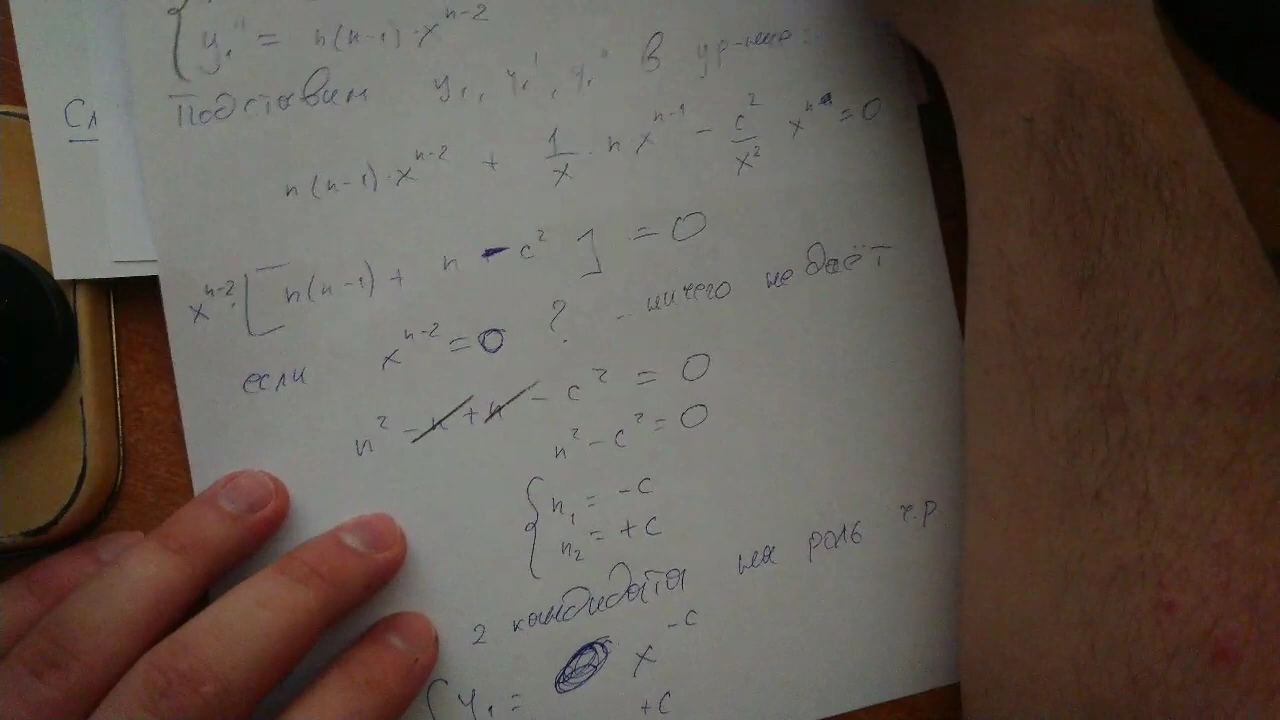 y₁'' = n(n-1)·x^{n-2}
Подставим y₁, y₁', y₁'' в ур-ние:
Сл
n(n-1)·x^{n-2} + 1/x · n x^{n-1} - c²/x² x^n = 0
x^{n-2}·[n(n-1) + n - c²] = 0
если x^{n-2} = 0 ? - ничего не даёт
n² - n + n - c² = 0
n² - c² = 0
n₁ = -c
n₂ = +c
2 кандидата на роль ч.р
y₁ = x^{-c}
+c